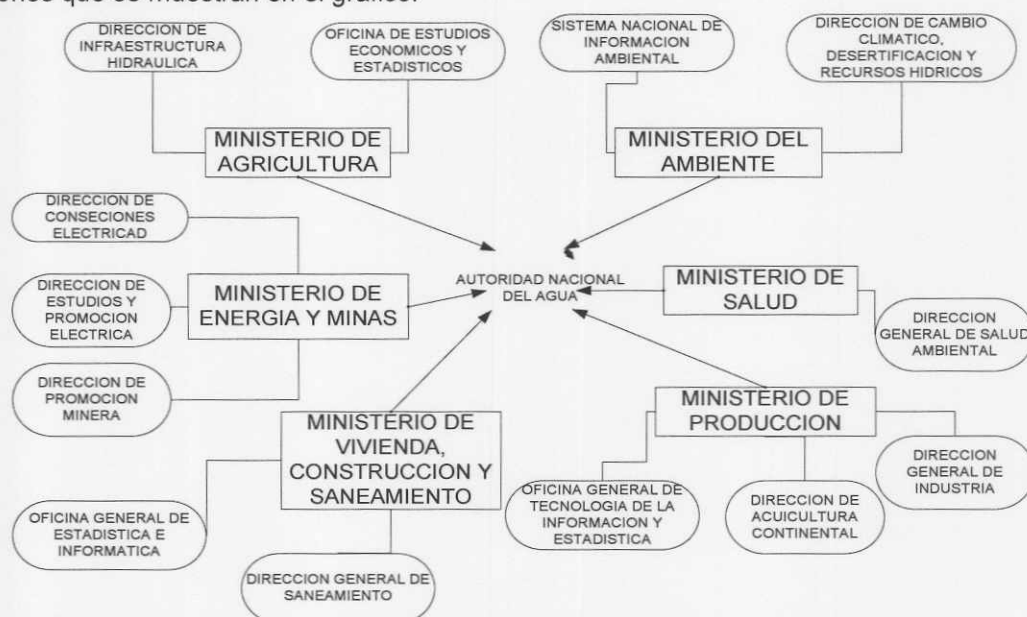 ones que se muestran en el gráfico.
DIRECCION DE
INFRAESTRUCTURA
HIDRAULICA
OFICINA DE ESTUDIOS
ECONOMICOS Y
ESTADISTICOS
SISTEMA NACIONAL DE
INFORMACION
AMBIENTAL
DIRECCION DE CAMBIO
CLIMATICO,
DESERTIFICACION Y
RECURSOS HIDRICOS
MINISTERIO DE
AGRICULTURA
MINISTERIO DEL
AMBIENTE
DIRECCION DE
CONSECIONES
ELECTRICAD
DIRECCION DE
ESTUDIOS Y
PROMOCION
ELECTRICA
MINISTERIO DE
ENERGIA Y MINAS
AUTORIDAD NACIONAL
DEL AGUA
MINISTERIO DE
SALUD
DIRECCION
GENERAL DE SALUD
AMBIENTAL
DIRECCION DE
PROMOCION
MINERA
MINISTERIO DE
VIVIENDA,
CONSTRUCCION Y
SANEAMIENTO
MINISTERIO DE
PRODUCCION
OFICINA GENERAL DE
ESTADISTICA E
INFORMATICA
DIRECCION GENERAL DE
SANEAMIENTO
OFICINA GENERAL DE
TECNOLOGIA DE LA
INFORMACION Y
ESTADISTICA
DIRECCION DE
ACUICULTURA
CONTINENTAL
DIRECCION
GENERAL DE
INDUSTRIA